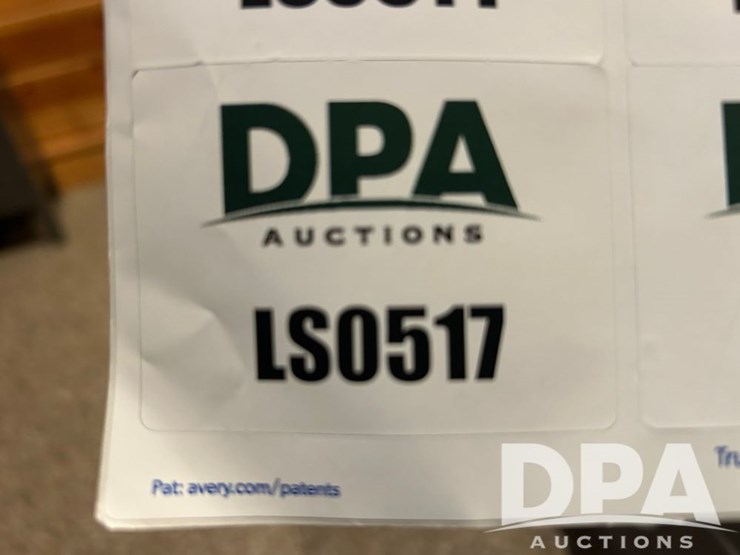 DPA
AUCTIONS
LS0517
Pat: avery.com/patents
DPA
AUCTIONS